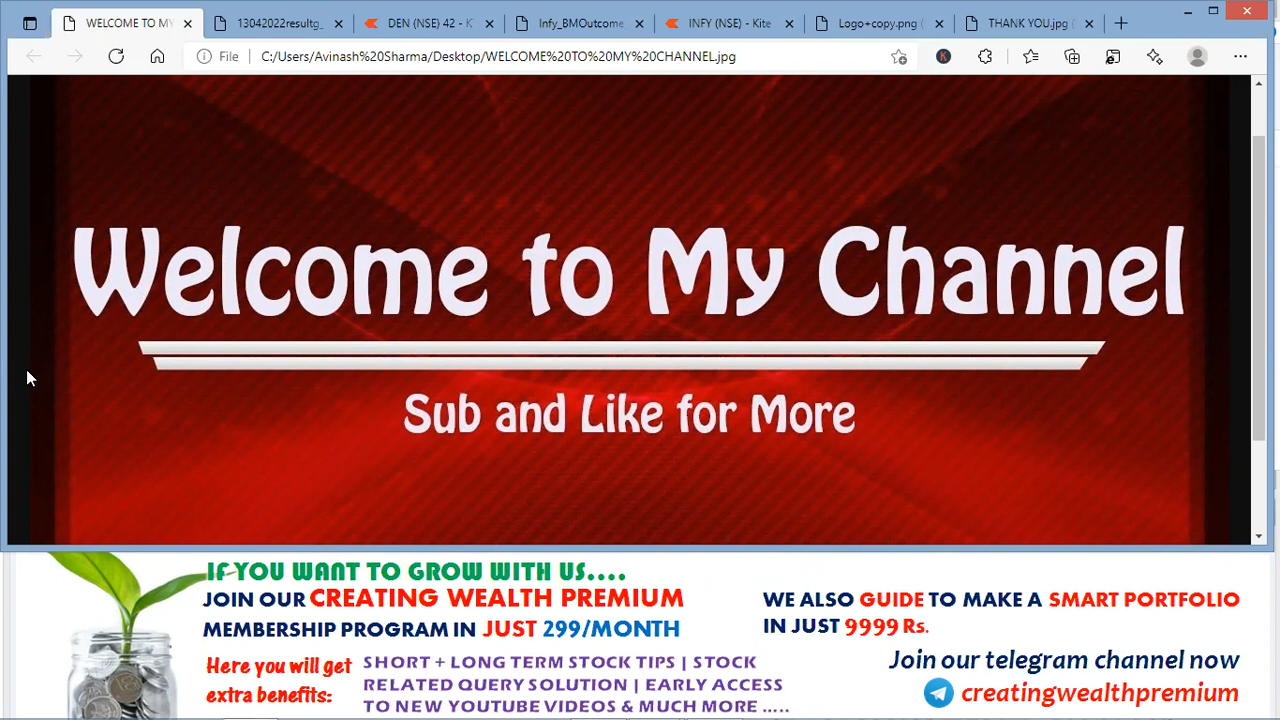 WELCOME TO MY
13042022resultg_
DEN (NSE) 42 - K
Infy_BMOutcome
INFY (NSE) - Kite
Logo+copy.png (
THANK YOU.jpg (
File
C:/Users/Avinash%20Sharma/Desktop/WELCOME%20TO%20MY%20CHANNEL.jpg
K
Welcome to My Channel
Sub and Like for More
IF YOU WANT TO GROW WITH US....
JOIN OUR CREATING WEALTH PREMIUM
MEMBERSHIP PROGRAM IN JUST 299/MONTH
Here you will get
extra benefits:
SHORT + LONG TERM STOCK TIPS | STOCK
RELATED QUERY SOLUTION | EARLY ACCESS
TO NEW YOUTUBE VIDEOS & MUCH MORE .....
WE ALSO GUIDE TO MAKE A SMART PORTFOLIO
IN JUST 9999 Rs.
Join our telegram channel now
creatingwealthpremium